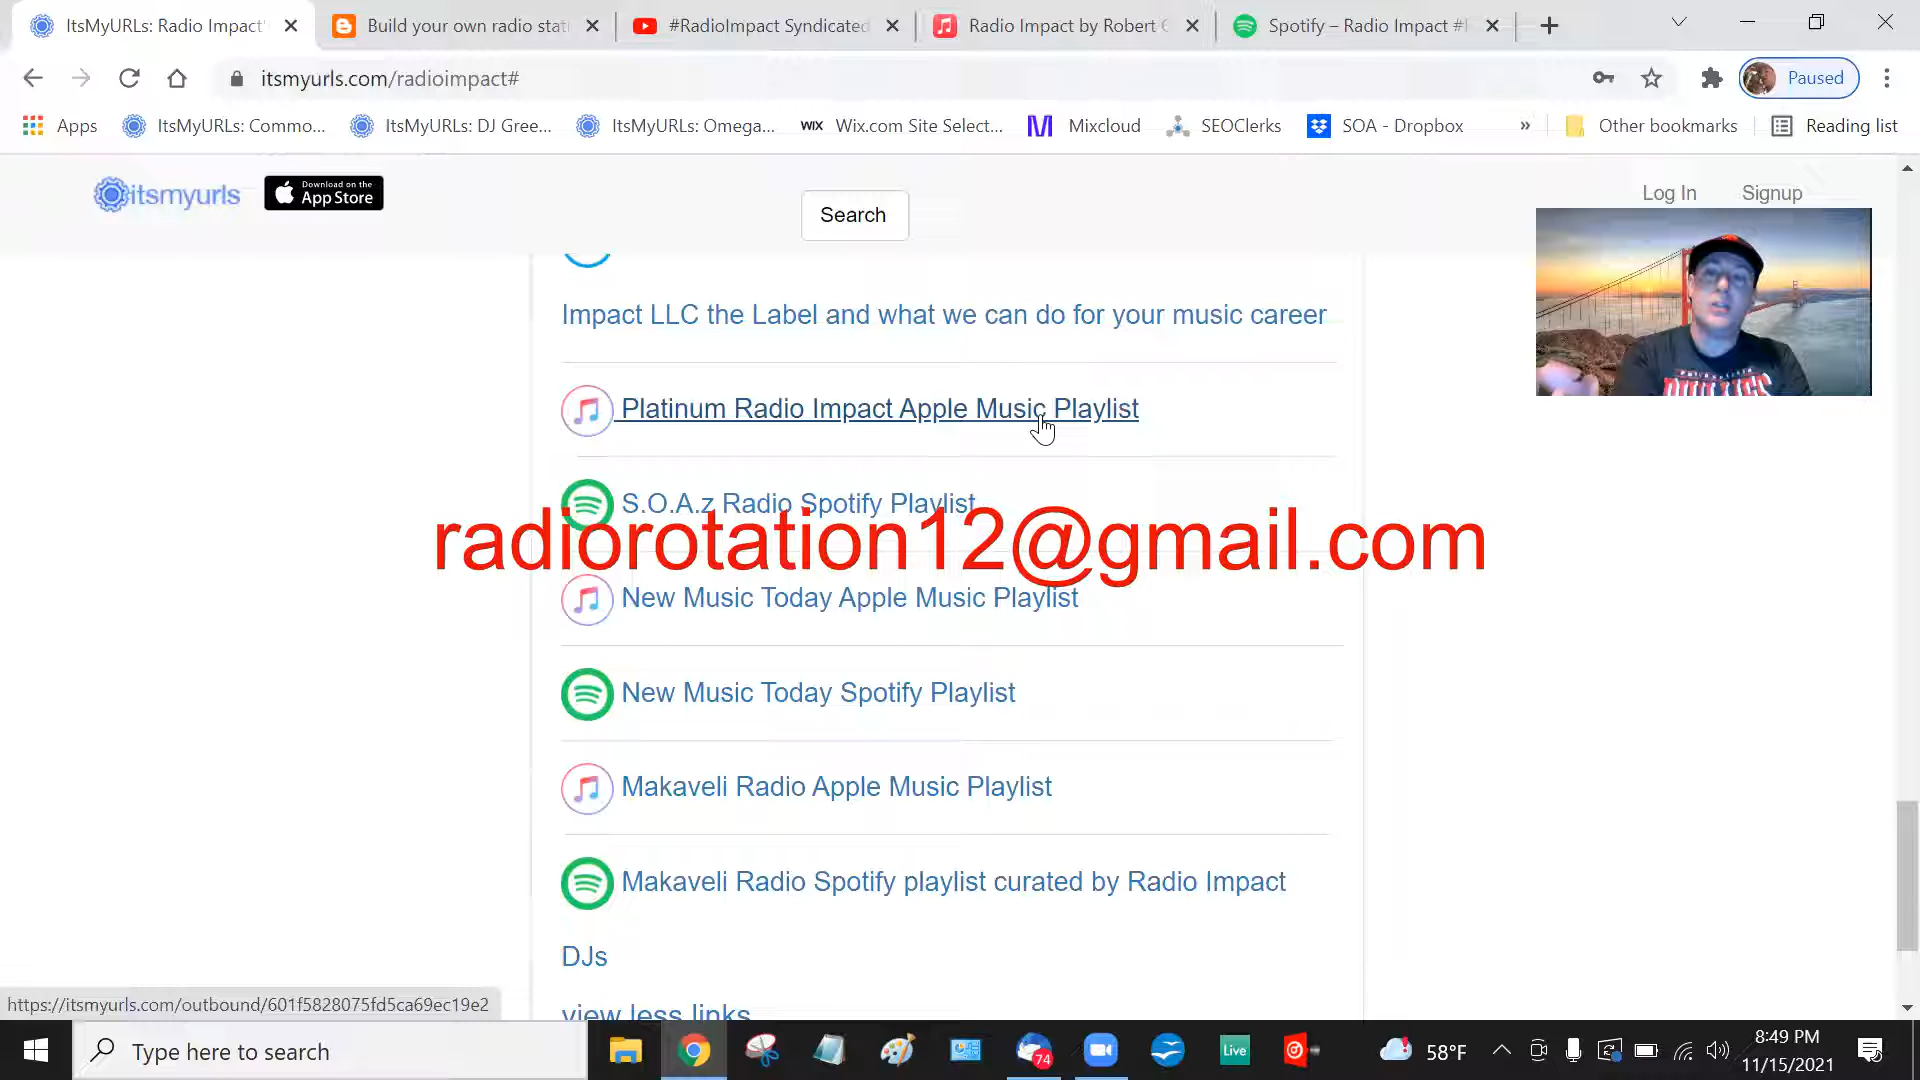 ItsMyURLs: Radio Impact'
Build your own radio stati
#RadioImpact Syndicated
Radio Impact by Robert
Spotify – Radio Impact
itsmyurls.com/radioimpact#
Paused
Apps
ItsMyURLs: Commo...
ItsMyURLs: DJ Gree...
ItsMyURLs: Omega...
WIX Wix.com Site Select...
Mixcloud
SEOClerks
SOA - Dropbox
»
Other bookmarks
Reading list
itsmyurls
Download on the
App Store
Search
Log In
Signup
Impact LLC the Label and what we can do for your music career
Platinum Radio Impact Apple Music Playlist
S.O.A.z Radio Spotify Playlist
radiorotation12@gmail.com
New Music Today Apple Music Playlist
New Music Today Spotify Playlist
Makaveli Radio Apple Music Playlist
Makaveli Radio Spotify playlist curated by Radio Impact
DJs
view less links
https://itsmyurls.com/outbound/601f5828075fd5ca69ec19e2
Type here to search
74
Live
58°F
8:49 PM
11/15/2021